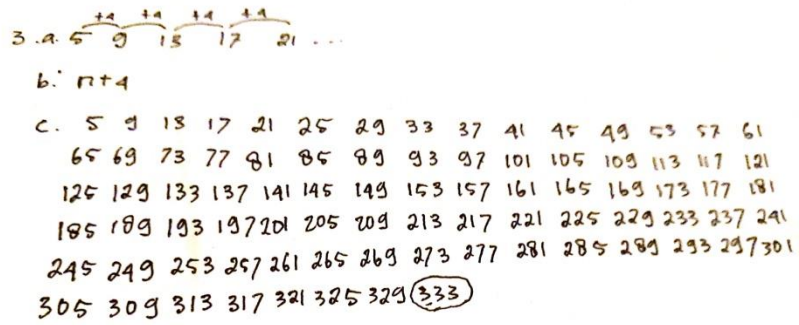 +4 +4 +4 +4
3.a. 5 9 13 17 21 ...
b. n+4
c. 5 9 13 17 21 25 29 33 37 41 45 49 53 57 61
65 69 73 77 81 85 89 93 97 101 105 109 113 117 121
125 129 133 137 141 145 149 153 157 161 165 169 173 177 181
185 189 193 197 201 205 209 213 217 221 225 229 233 237 241
245 249 253 257 261 265 269 273 277 281 285 289 293 297 301
305 309 313 317 321 325 329 333